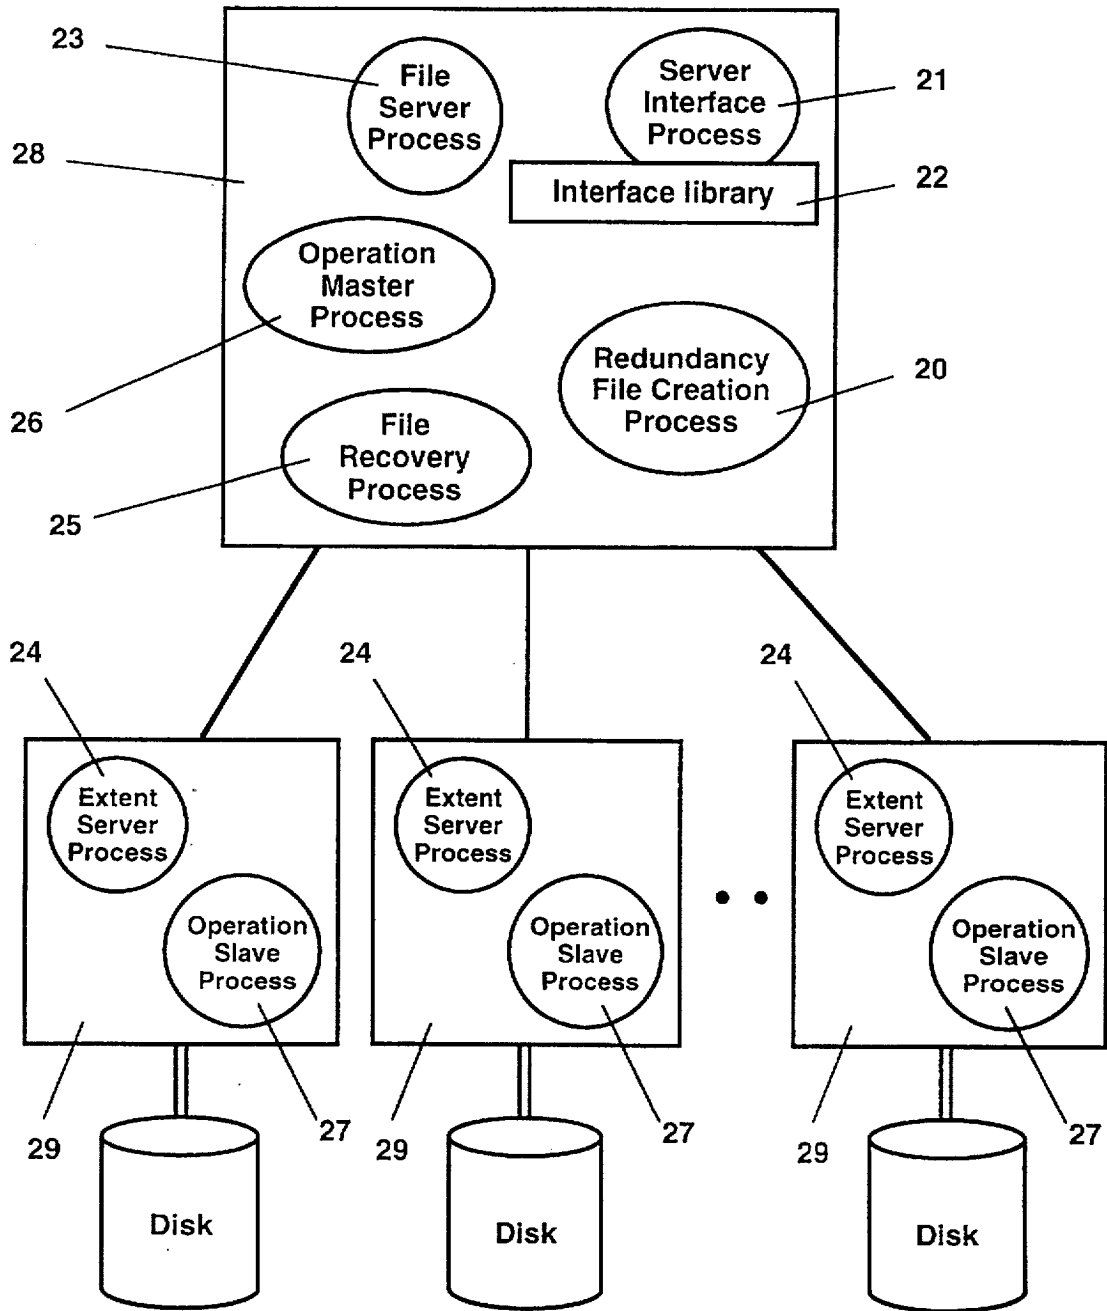 23
File
Server
Process
Server
Interface
Process
21
28
Interface library
22
Operation
Master
Process
Redundancy
File Creation
Process
20
26
File
Recovery
Process
25
24
24
24
Extent
Server
Process
Extent
Server
Process
Extent
Server
Process
Operation
Slave
Process
Operation
Slave
Process
Operation
Slave
Process
29
27
29
27
29
27
Disk
Disk
Disk